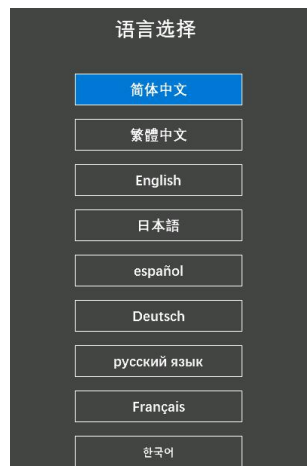 语言选择
简体中文
繁體中文
English
日本語
español
Deutsch
русский язык
Français
한국어